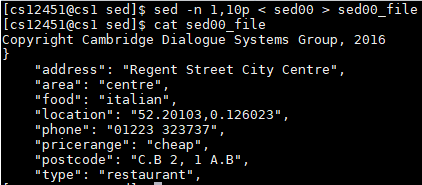 [cs12451@cs1 sed]$ sed -n 1,10p < sed00 > sed00_file
[cs12451@cs1 sed]$ cat sed00_file
Copyright Cambridge Dialogue Systems Group, 2016
}
    "address": "Regent Street City Centre",
    "area": "centre",
    "food": "italian",
    "location": "52.20103,0.126023",
    "phone": "01223 323737",
    "pricerange": "cheap",
    "postcode": "C.B 2, 1 A.B",
    "type": "restaurant",